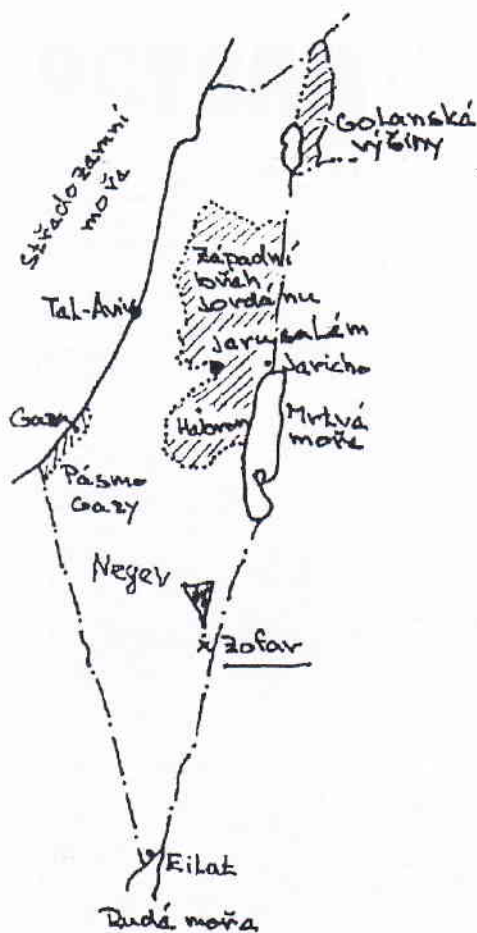 Středozemní
moře
Golanské
výšiny
Západní
břeh
Jordánu
Tel-Aviv
Jeruzalém
Jericho
Gaza
Hebron
Mrtvé
moře
Pásmo
Gazy
Negev
Zofar
Eilat
Rudé moře